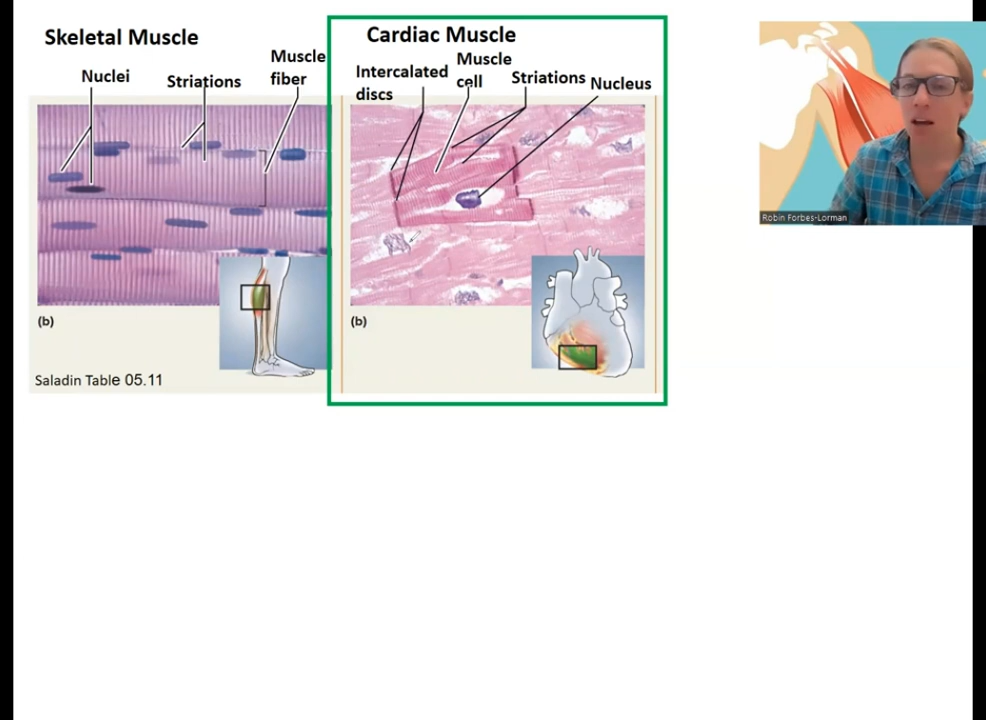 Skeletal Muscle
Nuclei
Striations
Muscle
fiber
(b)
Saladin Table 05.11
Cardiac Muscle
Intercalated
discs
Muscle
cell
Striations
Nucleus
(b)
Robin Forbes-Lorman